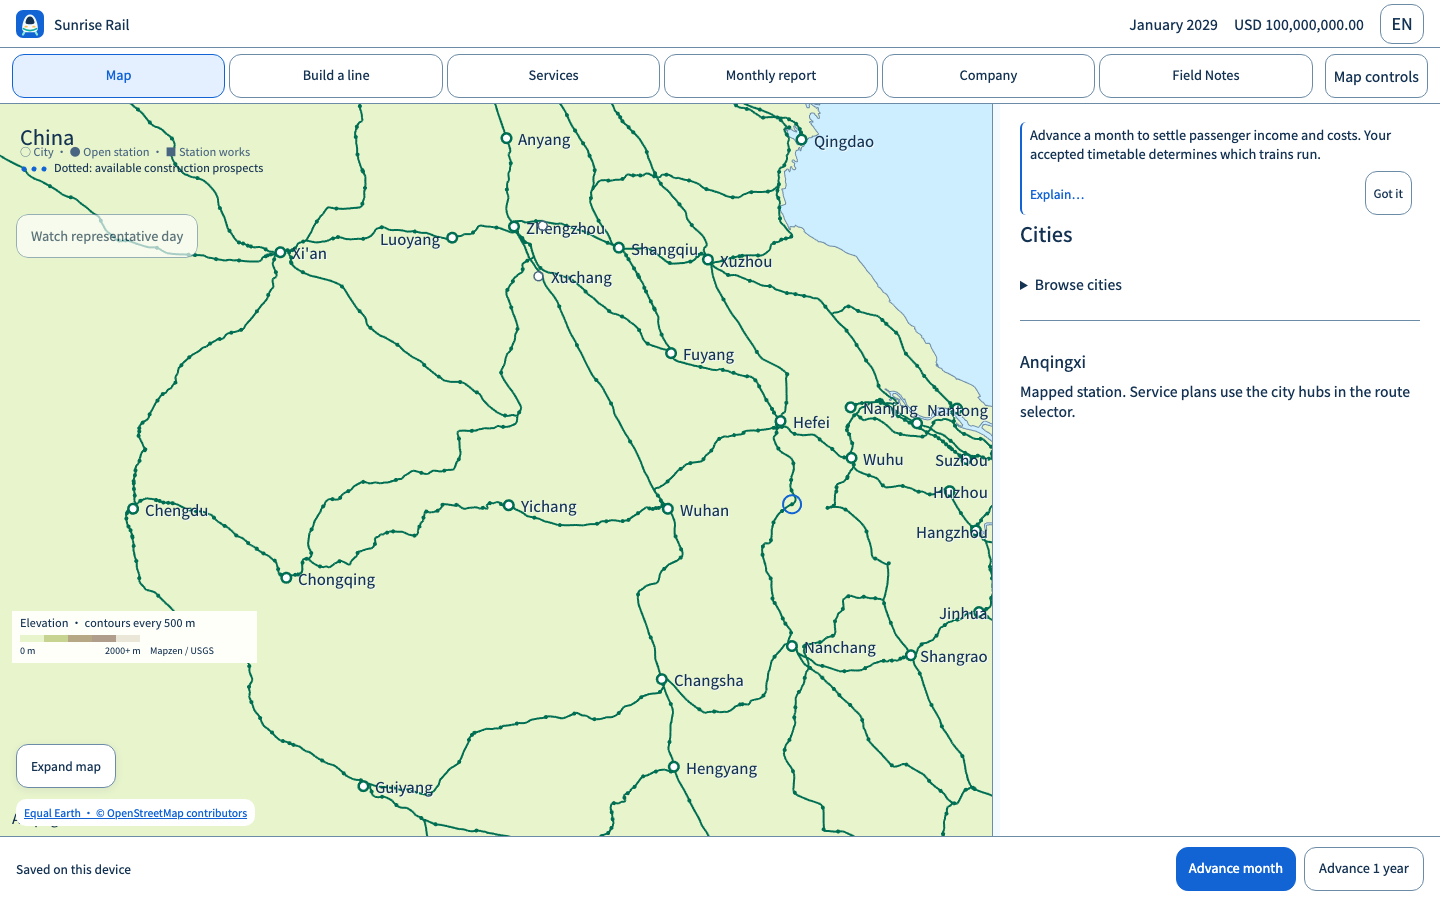 Sunrise Rail
January 2029
USD 100,000,000.00
EN
Map
Build a line
Services
Monthly report
Company
Field Notes
Map controls
China
City • Open station • Station works
Dotted: available construction prospects
Watch representative day
Anyang
Qingdao
Luoyang
Zhengzhou
Shangqiu
Xi'an
Xuzhou
Xuchang
Fuyang
Hefei
Nanjing
Nantong
Wuhu
Suzhou
Huzhou
Chengdu
Yichang
Wuhan
Hangzhou
Chongqing
Jinhua
Nanchang
Shangrao
Changsha
Hengyang
Guiyang
Elevation • contours every 500 m
0 m
2000+ m
Mapzen / USGS
Expand map
Equal Earth • © OpenStreetMap contributors
Advance a month to settle passenger income and costs. Your
accepted timetable determines which trains run.
Explain…
Got it
Cities
Browse cities
Anqingxi
Mapped station. Service plans use the city hubs in the route
selector.
Saved on this device
Advance month
Advance 1 year